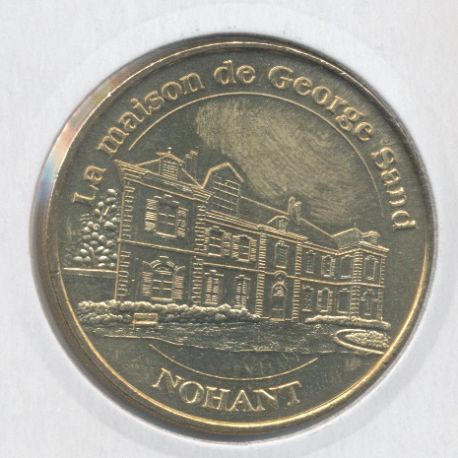 La maison de George Sand
NOHANT